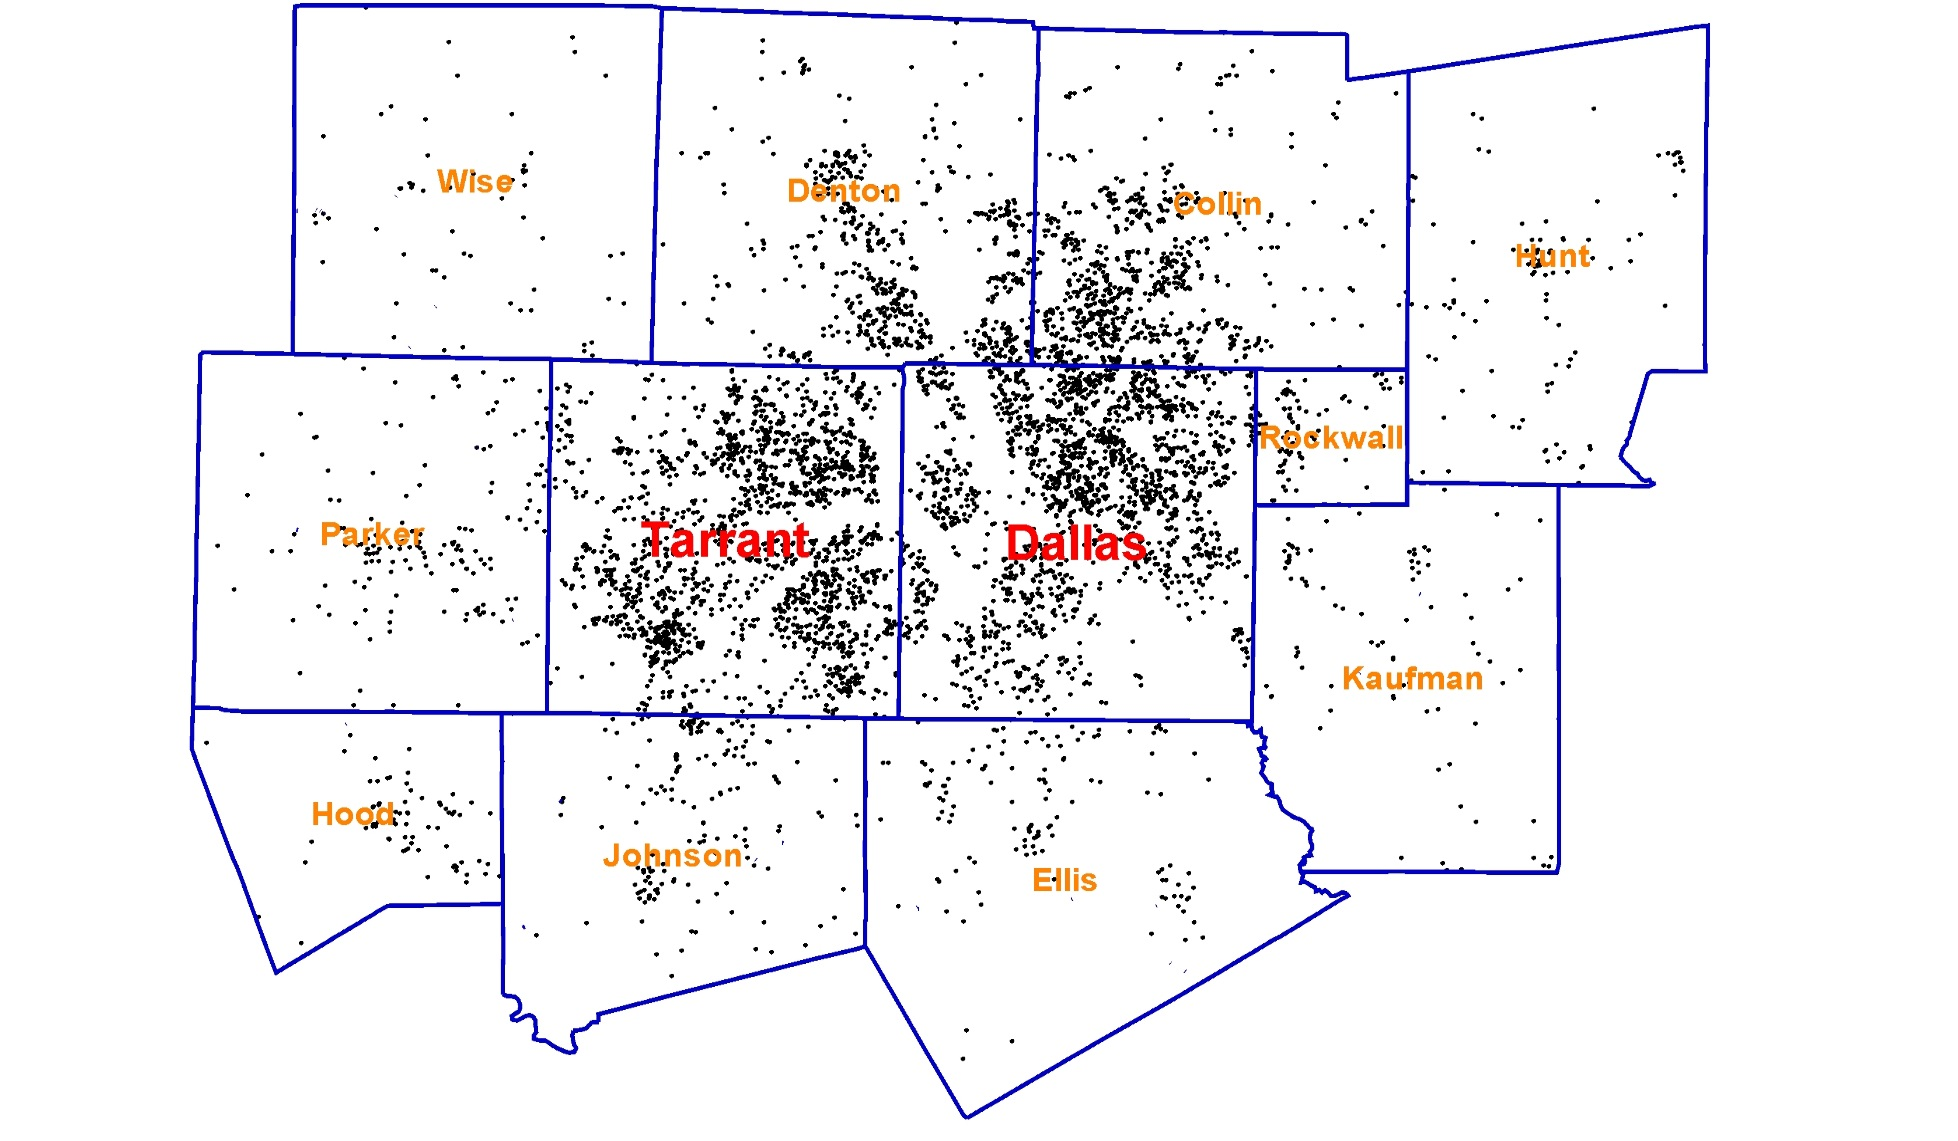 Wise
Denton
Collin
Hunt
Rockwall
Parker
Tarrant
Dallas
Kaufman
Hood
Johnson
Ellis